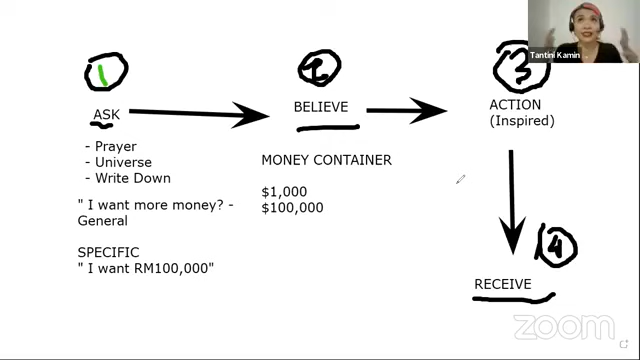 1
ASK
- Prayer
- Universe
- Write Down
" I want more money? -
General
SPECIFIC
" I want RM100,000"
2
BELIEVE
MONEY CONTAINER
$1,000
$100,000
3
ACTION
(Inspired)
4
RECEIVE
Tantini Kamin
zoom